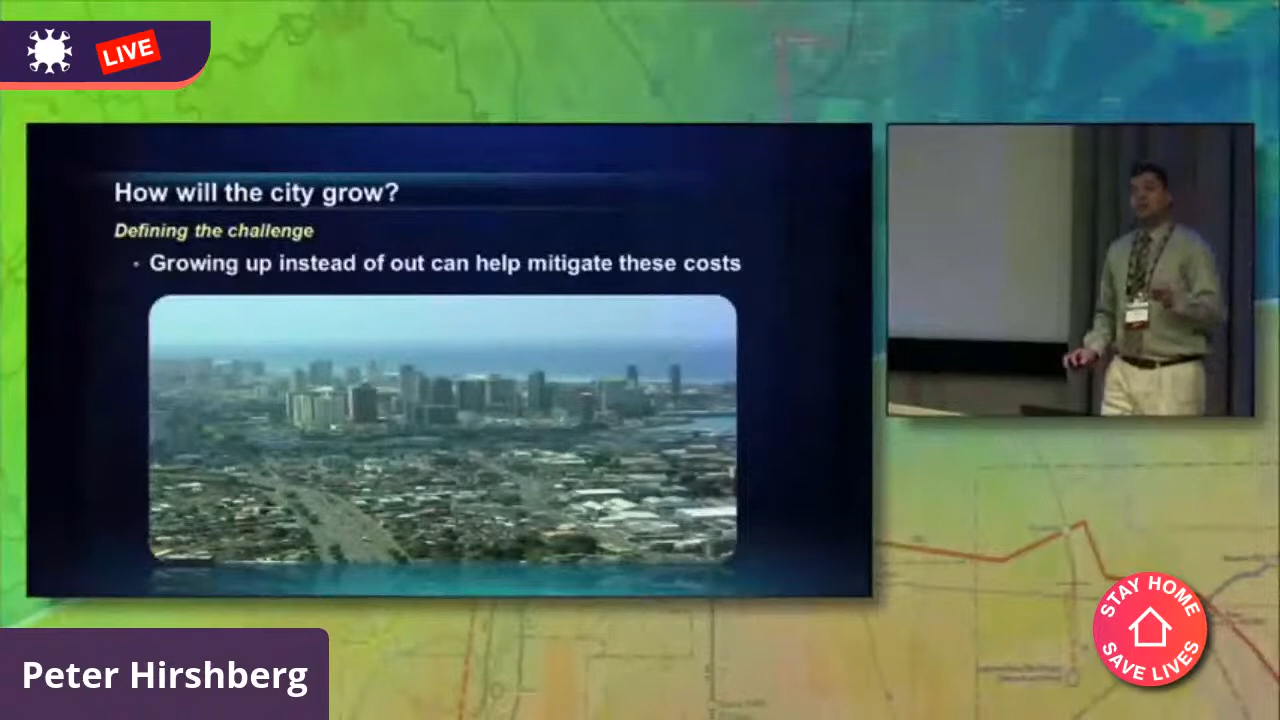 LIVE
How will the city grow?
Defining the challenge
· Growing up instead of out can help mitigate these costs
STAY HOME
SAVE LIVES
Peter Hirshberg